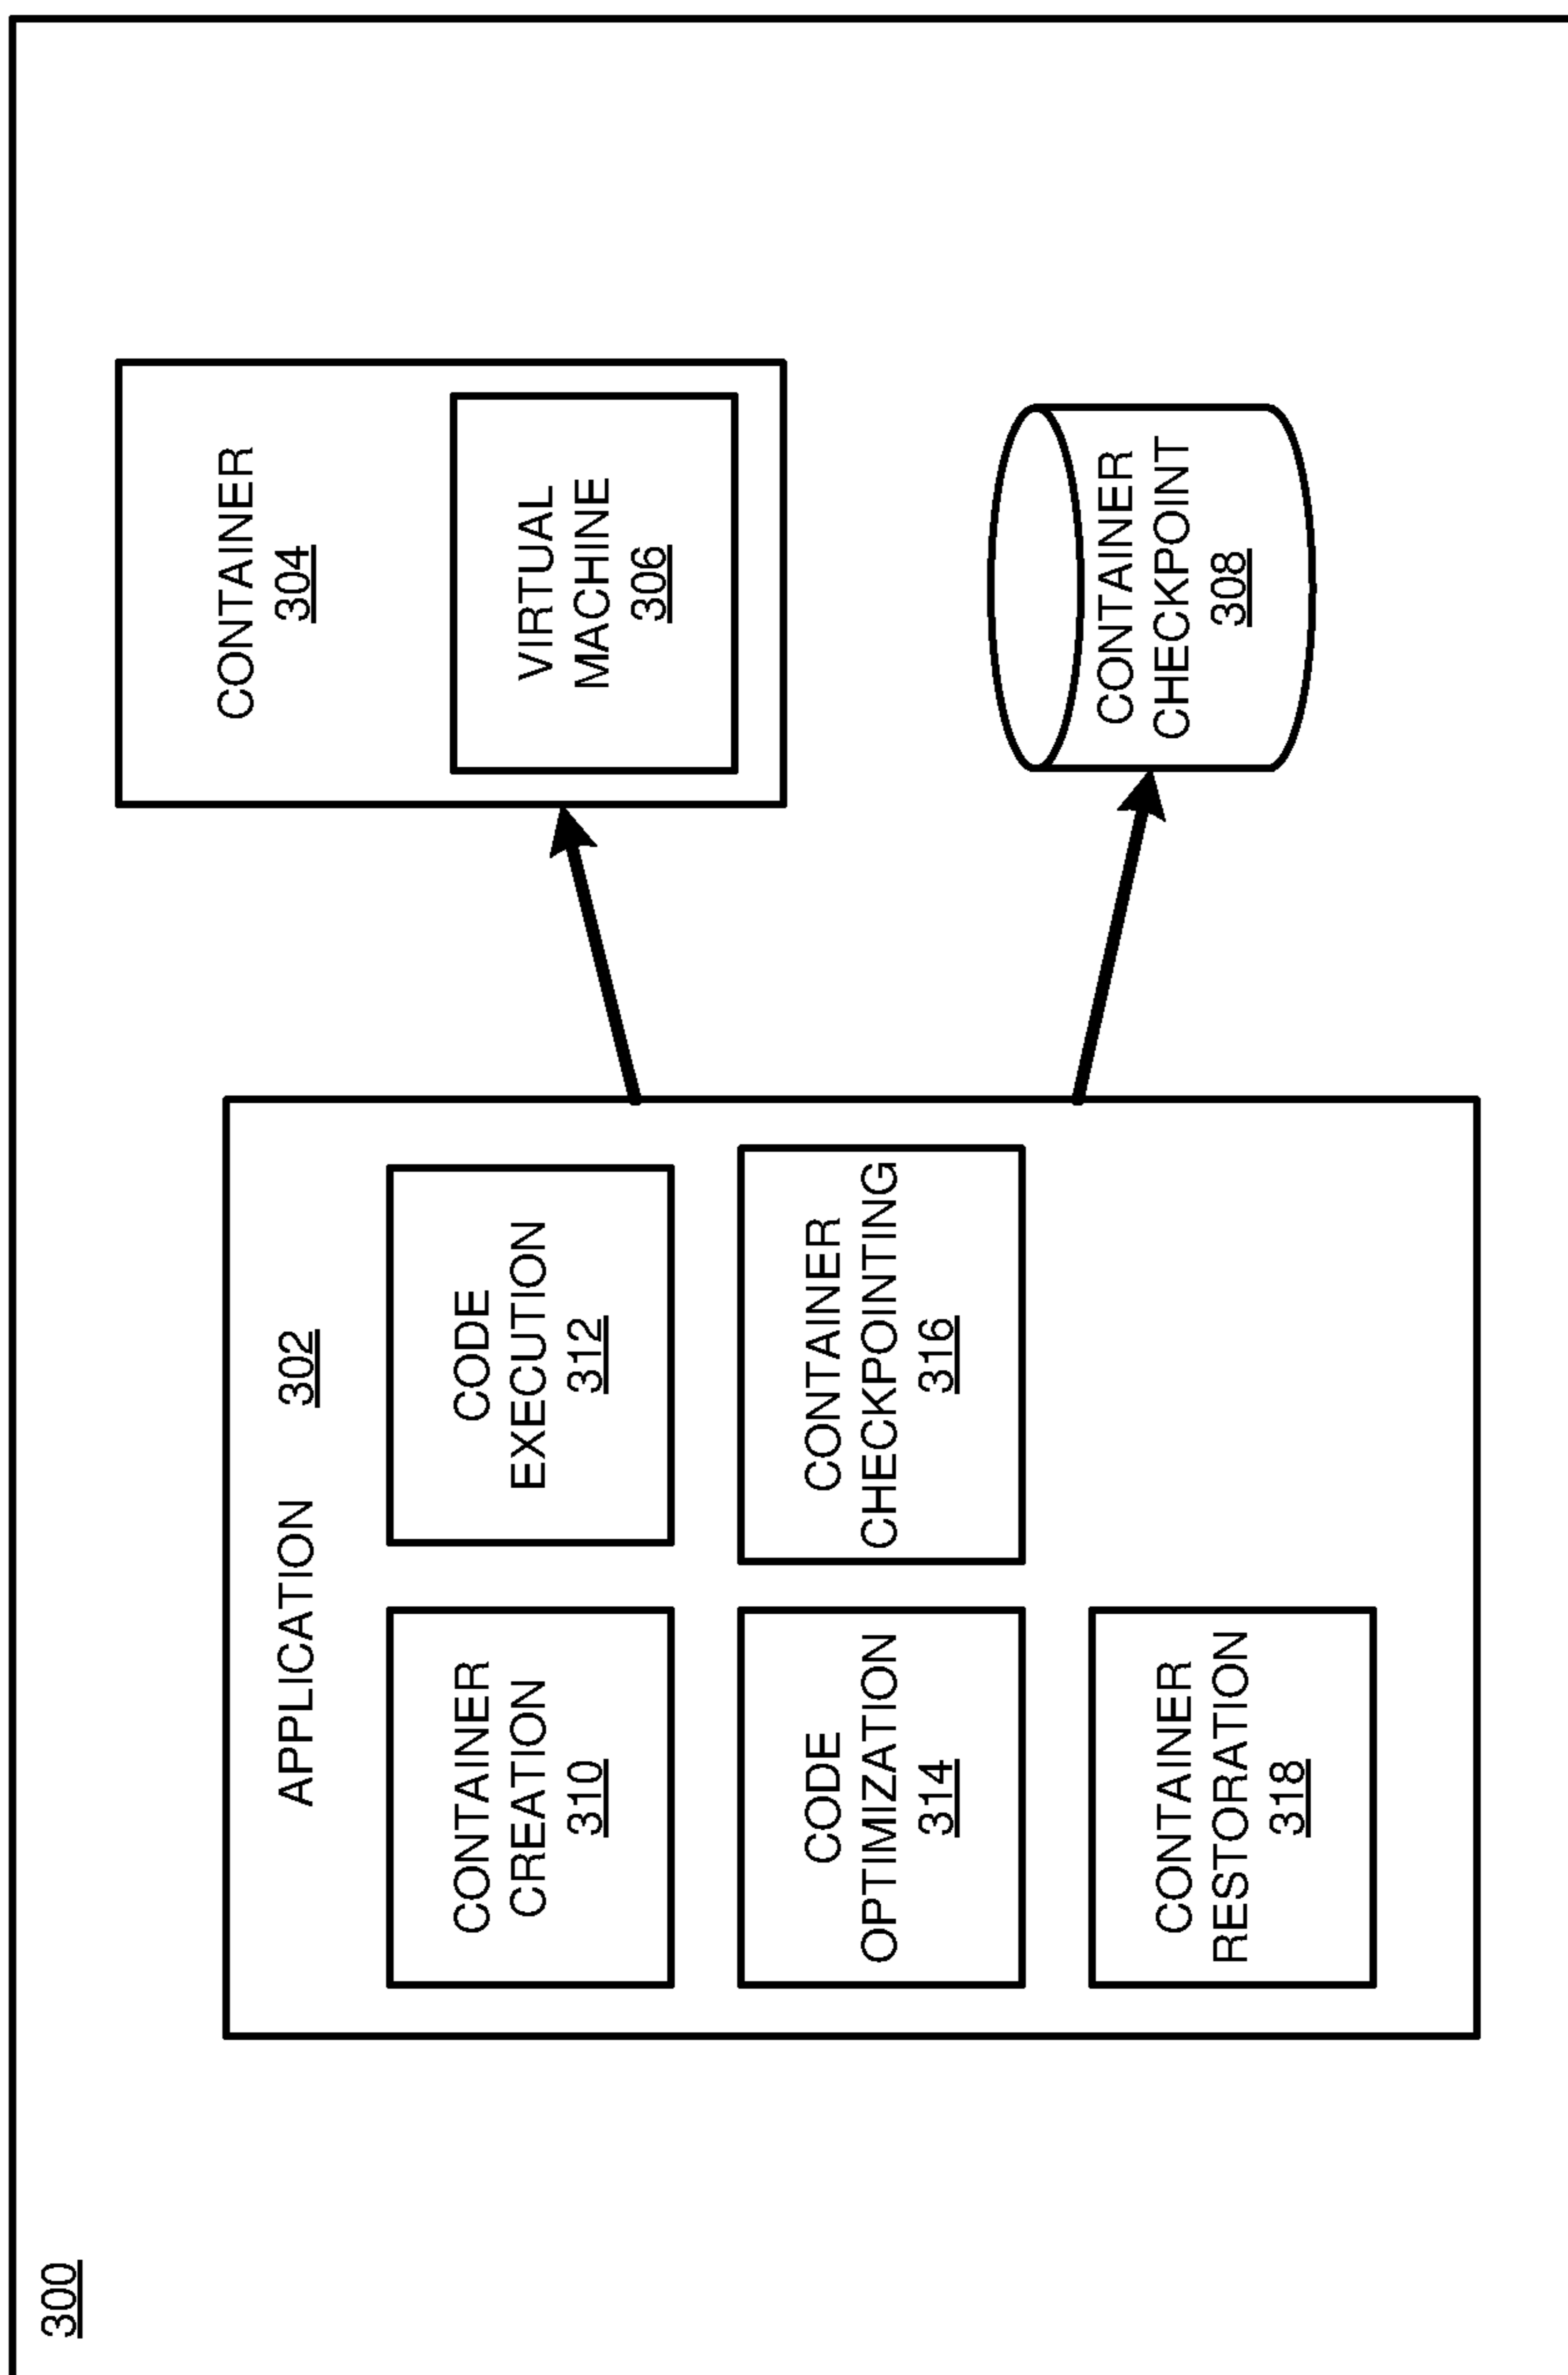 300
APPLICATION 302
CONTAINER
CREATION
310
CODE
EXECUTION
312
CODE
OPTIMIZATION
314
CONTAINER
CHECKPOINTING
316
CONTAINER
RESTORATION
318
CONTAINER
304
VIRTUAL
MACHINE
306
CONTAINER
CHECKPOINT
308